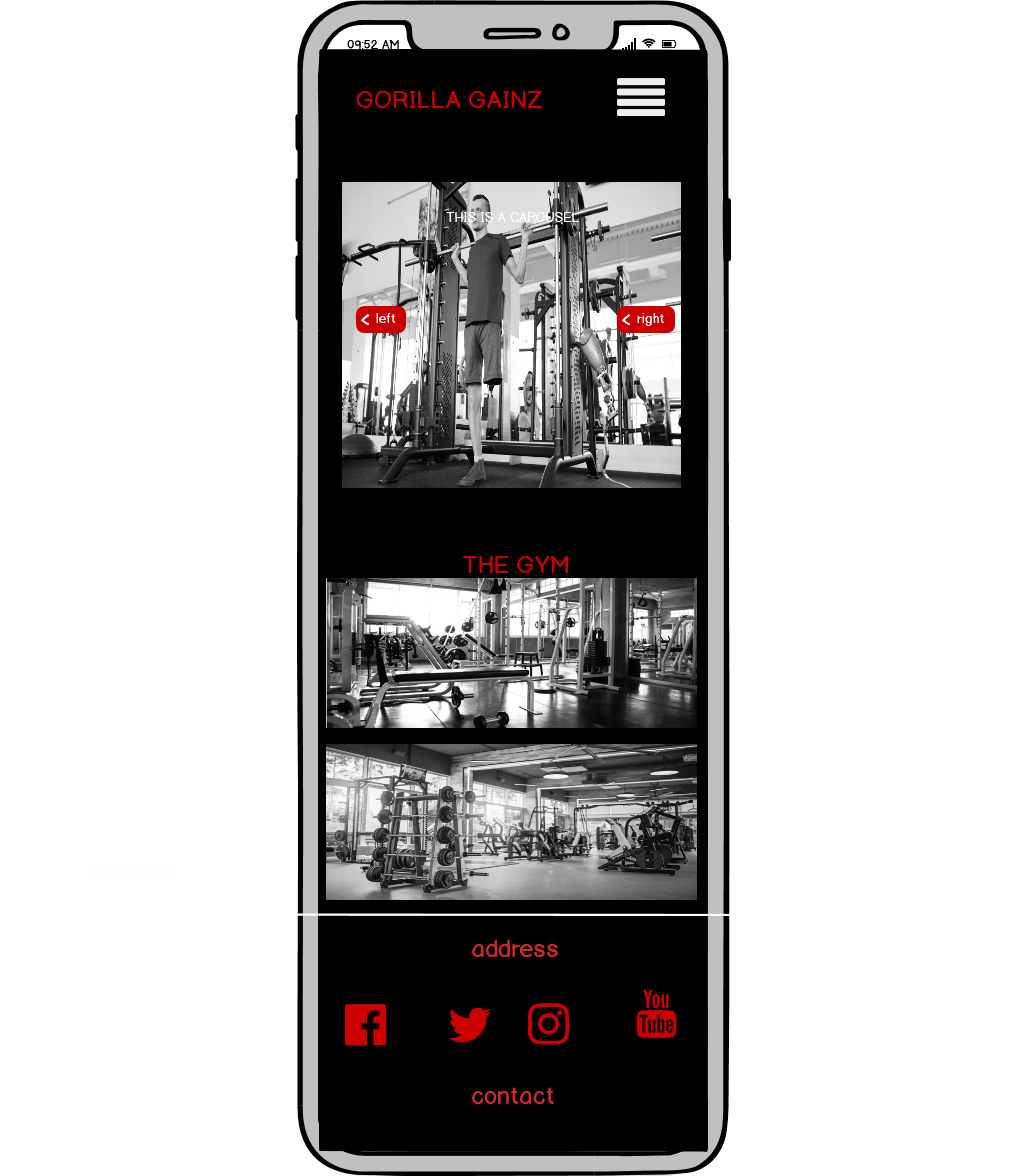 09:52 AM
GORILLA GAINZ
THIS IS A CAROUSEL
left
right
THE GYM
address
You
Tube
contact